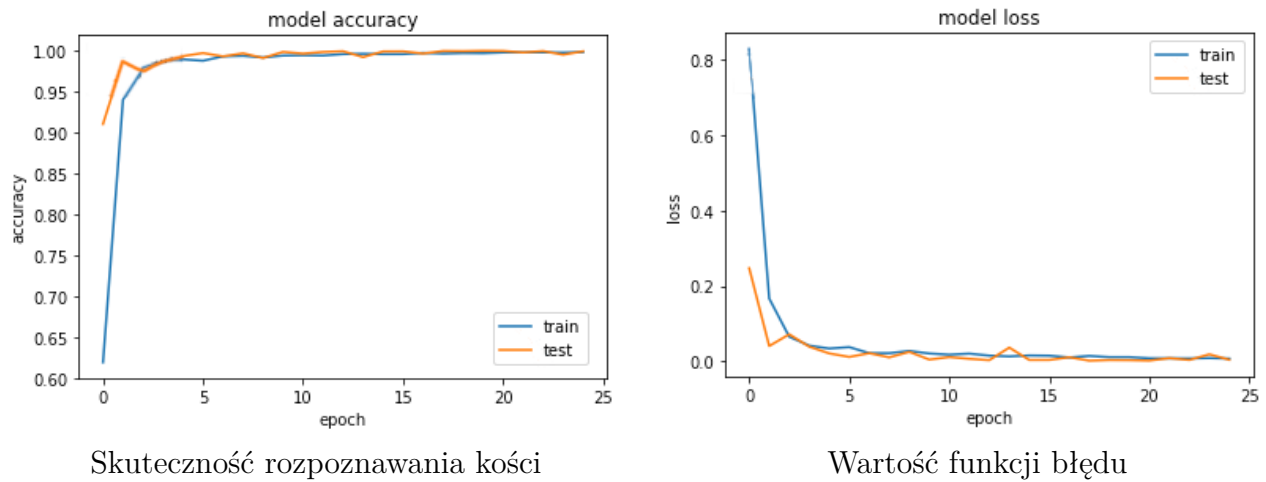 model accuracy
1.00
0.95
0.90
0.85
0.80
0.75
0.70
0.65
0.60
accuracy
train
test
0 5 10 15 20 25
epoch
Skuteczność rozpoznawania kości
model loss
0.8
0.6
0.4
0.2
0.0
loss
train
test
0 5 10 15 20 25
epoch
Wartość funkcji błędu